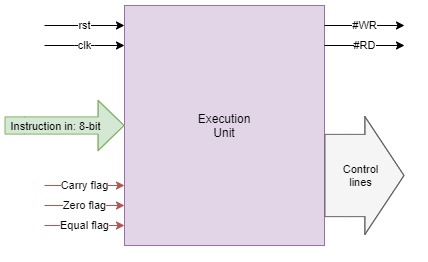 rst
clk
Instruction in: 8-bit
Carry flag
Zero flag
Equal flag
Execution
Unit
#WR
#RD
Control
lines